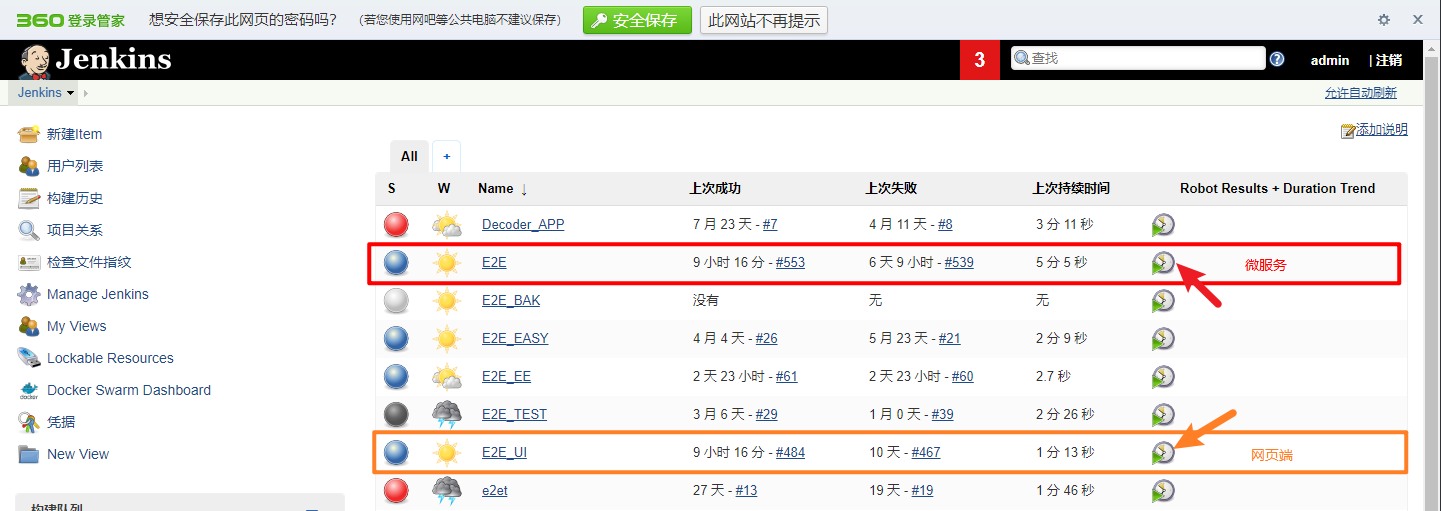 360 登录管家 想安全保存此网页的密码吗? (若您使用网吧等公共电脑不建议保存) 安全保存 此网站不再提示
Jenkins 3 查找 admin | 注销
Jenkins 允许自动刷新
添加说明
新建Item
用户列表
构建历史
项目关系
检查文件指纹
Manage Jenkins
My Views
Lockable Resources
Docker Swarm Dashboard
凭据
New View
All +
S W Name ↓ 上次成功 上次失败 上次持续时间 Robot Results + Duration Trend
Decoder_APP 7 月 23 天 - #7 4 月 11 天 - #8 3 分 11 秒
E2E 9 小时 16 分 - #553 6 天 9 小时 - #539 5 分 5 秒 微服务
E2E_BAK 没有 无 无
E2E_EASY 4 月 4 天 - #26 5 月 23 天 - #21 2 分 9 秒
E2E_EE 2 天 23 小时 - #61 2 天 23 小时 - #60 2.7 秒
E2E_TEST 3 月 6 天 - #29 1 月 0 天 - #39 2 分 26 秒
E2E_UI 9 小时 16 分 - #484 10 天 - #467 1 分 13 秒 网页端
e2et 27 天 - #13 19 天 - #19 1 分 46 秒
构建队列